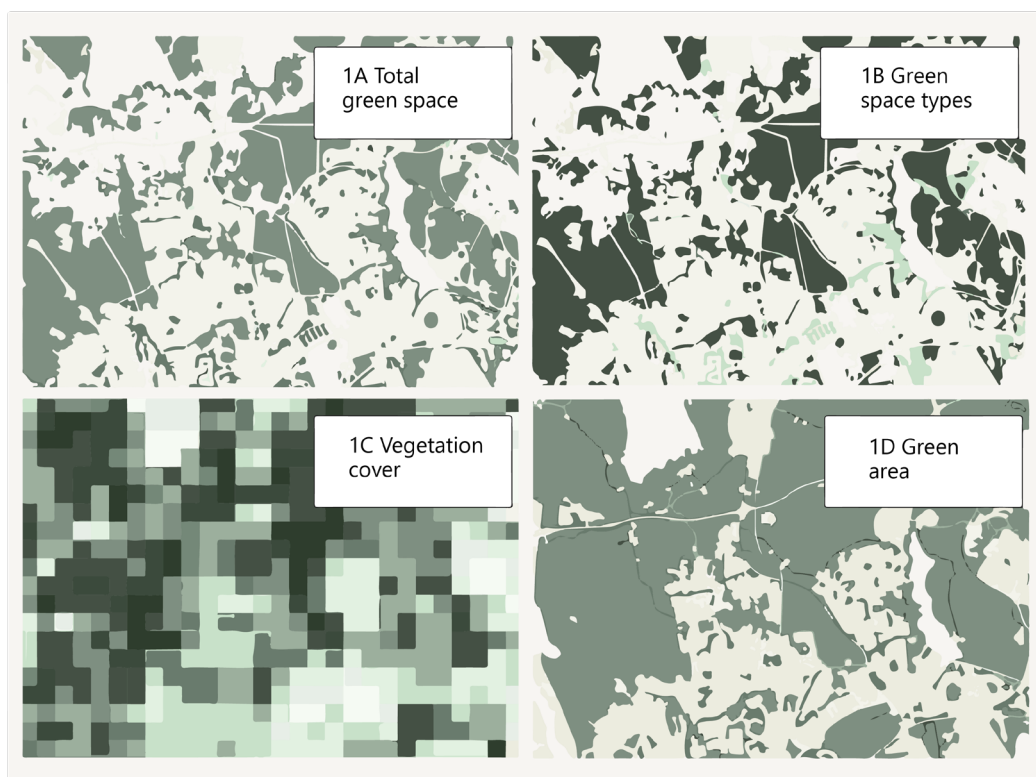 1A Total
green space
1B Green
space types
1C Vegetation
cover
1D Green
area